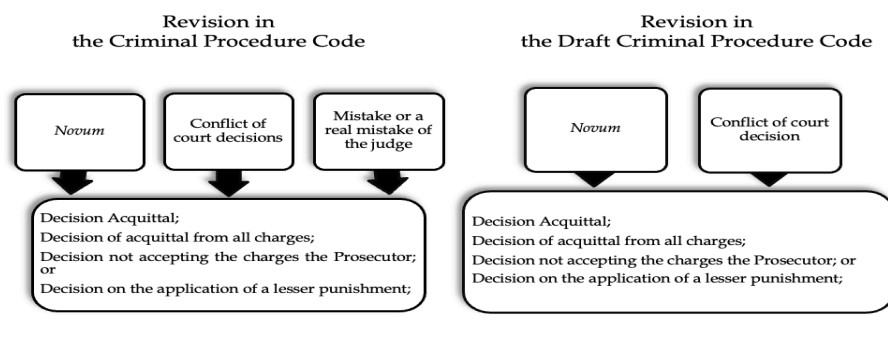 Revision in
the Criminal Procedure Code
Novum
Conflict of
court decisions
Mistake or a
real mistake of
the judge
Decision Acquittal;
Decision of acquittal from all charges;
Decision not accepting the charges the Prosecutor;
or
Decision on the application of a lesser punishment;
Revision in
the Draft Criminal Procedure Code
Novum
Conflict of court
decision
Decision Acquittal;
Decision of acquittal from all charges;
Decision not accepting the charges the Prosecutor; or
Decision on the application of a lesser punishment;